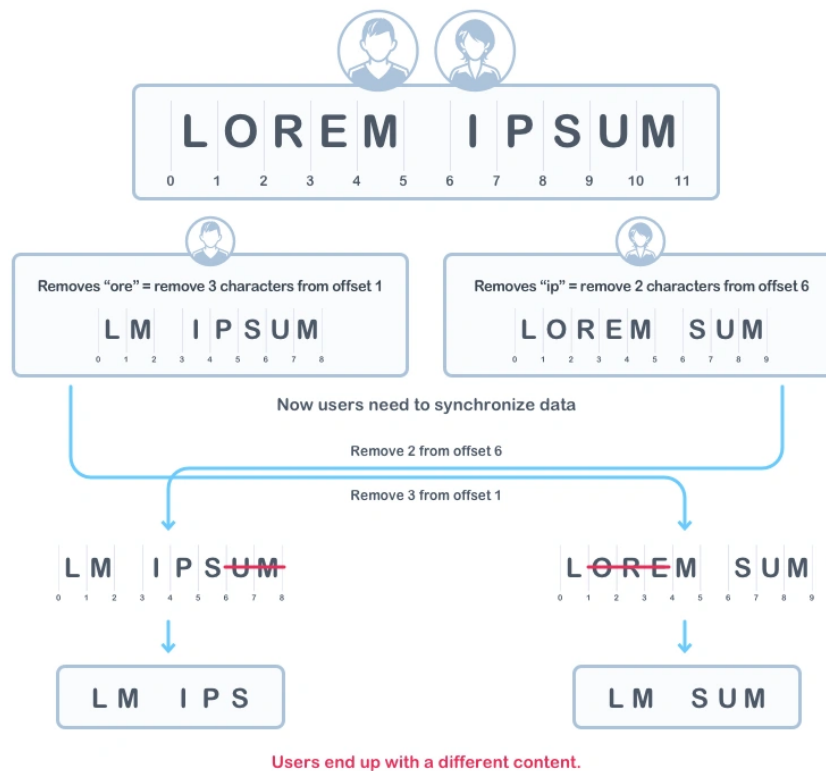 LOREM IPSUM
0 1 2 3 4 5 6 7 8 9 10 11
Removes “ore” = remove 3 characters from offset 1
LM IPSUM
0 1 2 3 4 5 6 7 8
Removes “ip” = remove 2 characters from offset 6
LOREM SUM
0 1 2 3 4 5 6 7 8 9
Now users need to synchronize data
Remove 2 from offset 6
Remove 3 from offset 1
LM IPSUM
0 1 2 3 4 5 6 7 8
LOREM SUM
0 1 2 3 4 5 6 7 8 9
LM IPS
LM SUM
Users end up with a different content.